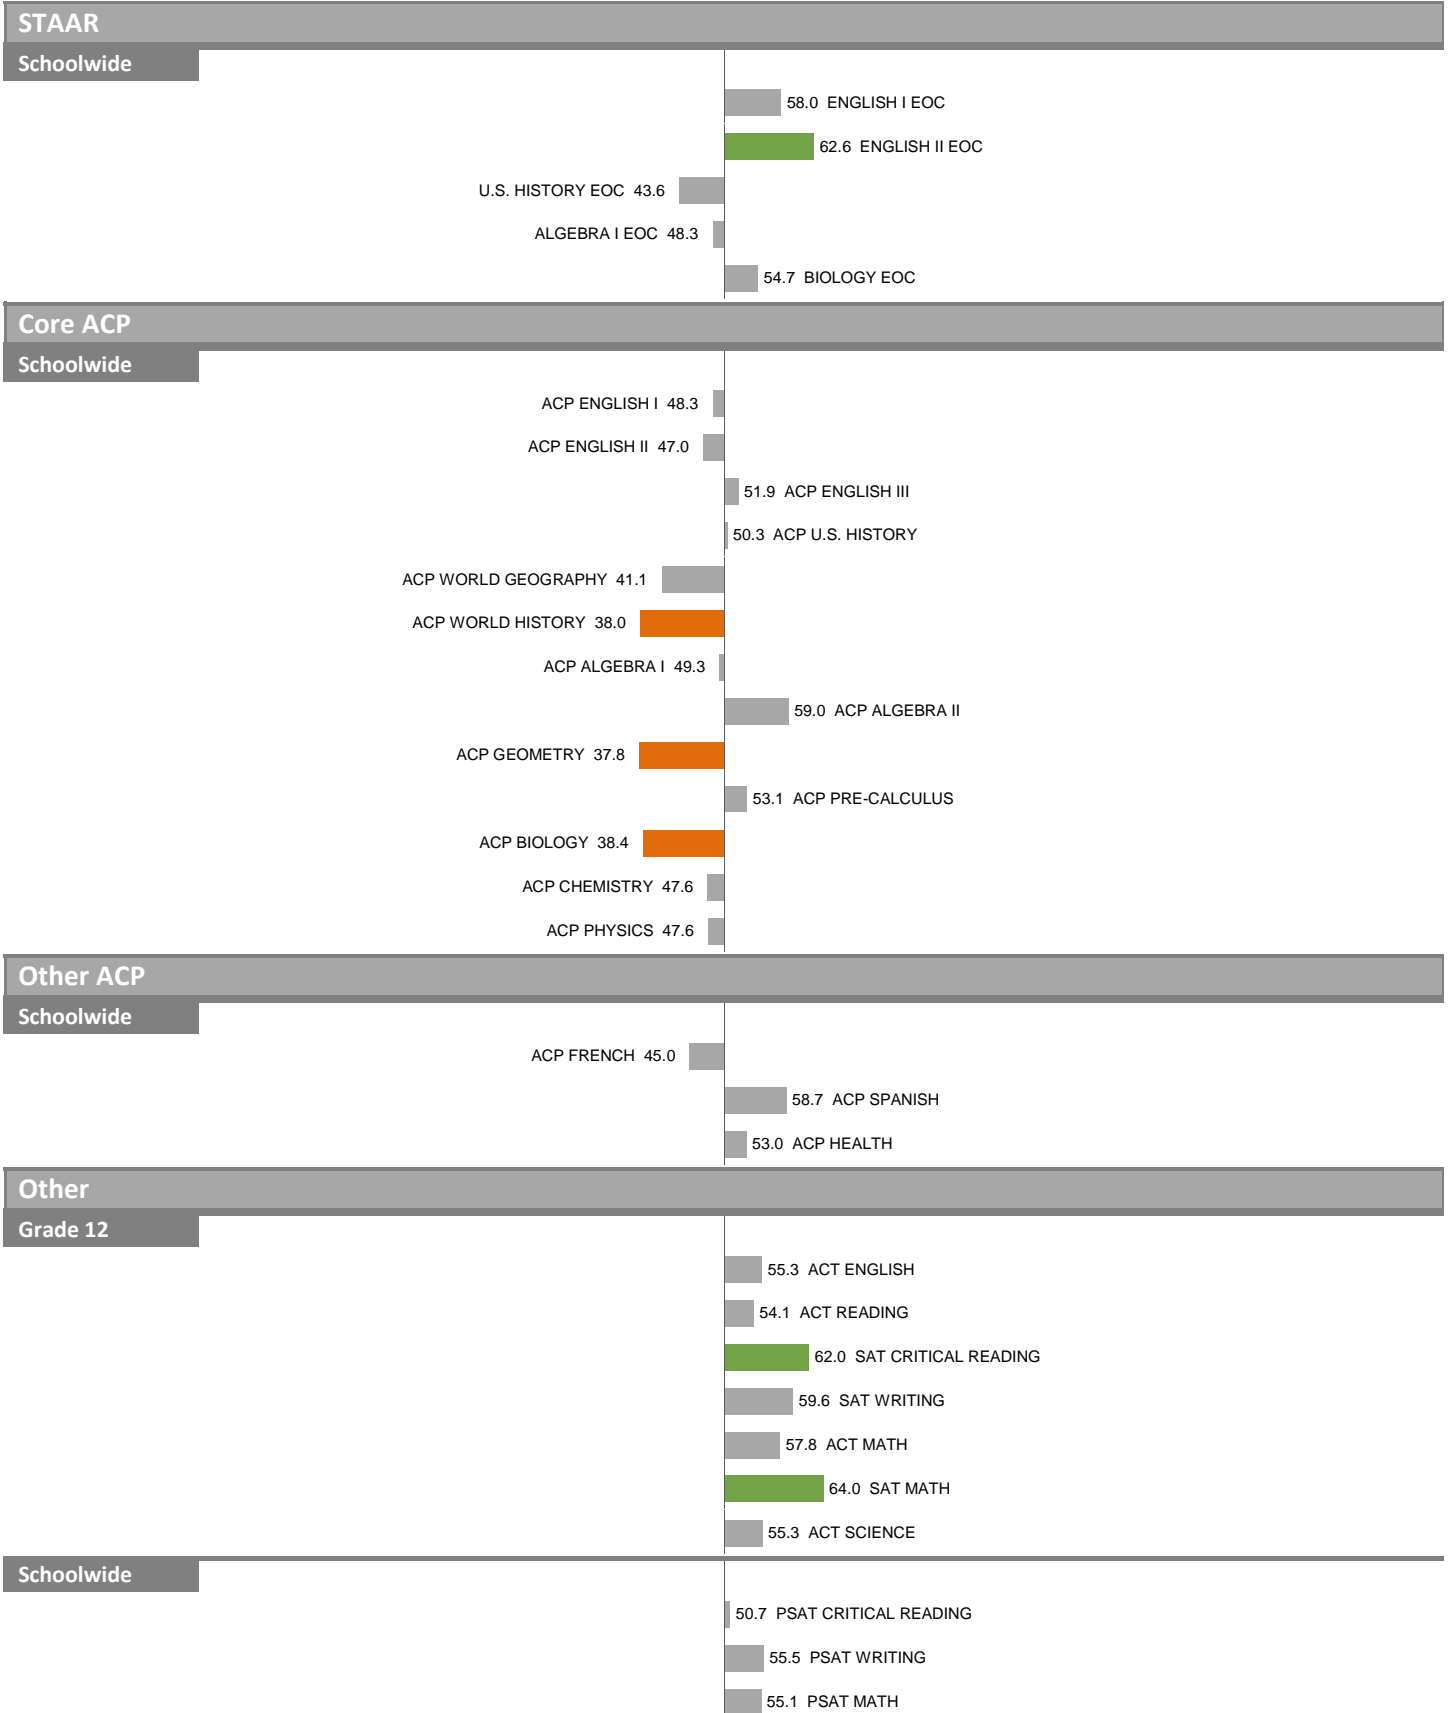 STAAR
Schoolwide
58.0 ENGLISH I EOC
62.6 ENGLISH II EOC
U.S. HISTORY EOC 43.6
ALGEBRA I EOC 48.3
54.7 BIOLOGY EOC
Core ACP
Schoolwide
ACP ENGLISH I 48.3
ACP ENGLISH II 47.0
51.9 ACP ENGLISH III
50.3 ACP U.S. HISTORY
ACP WORLD GEOGRAPHY 41.1
ACP WORLD HISTORY 38.0
ACP ALGEBRA I 49.3
59.0 ACP ALGEBRA II
ACP GEOMETRY 37.8
53.1 ACP PRE-CALCULUS
ACP BIOLOGY 38.4
ACP CHEMISTRY 47.6
ACP PHYSICS 47.6
Other ACP
Schoolwide
ACP FRENCH 45.0
58.7 ACP SPANISH
53.0 ACP HEALTH
Other
Grade 12
55.3 ACT ENGLISH
54.1 ACT READING
62.0 SAT CRITICAL READING
59.6 SAT WRITING
57.8 ACT MATH
64.0 SAT MATH
55.3 ACT SCIENCE
Schoolwide
50.7 PSAT CRITICAL READING
55.5 PSAT WRITING
55.1 PSAT MATH